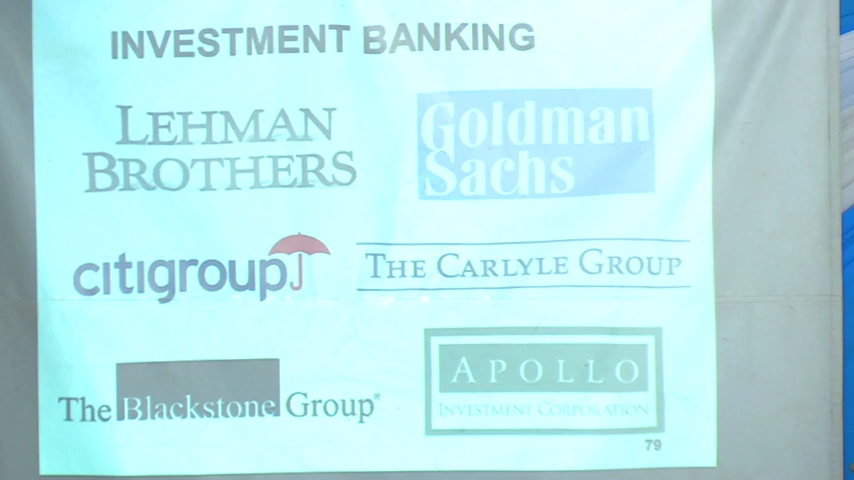 INVESTMENT BANKING
LEHMAN
BROTHERS
Goldman
Sachs
citigroup
THE CARLYLE GROUP
The Blackstone Group®
APOLLO
INVESTMENT CORPORATION
79